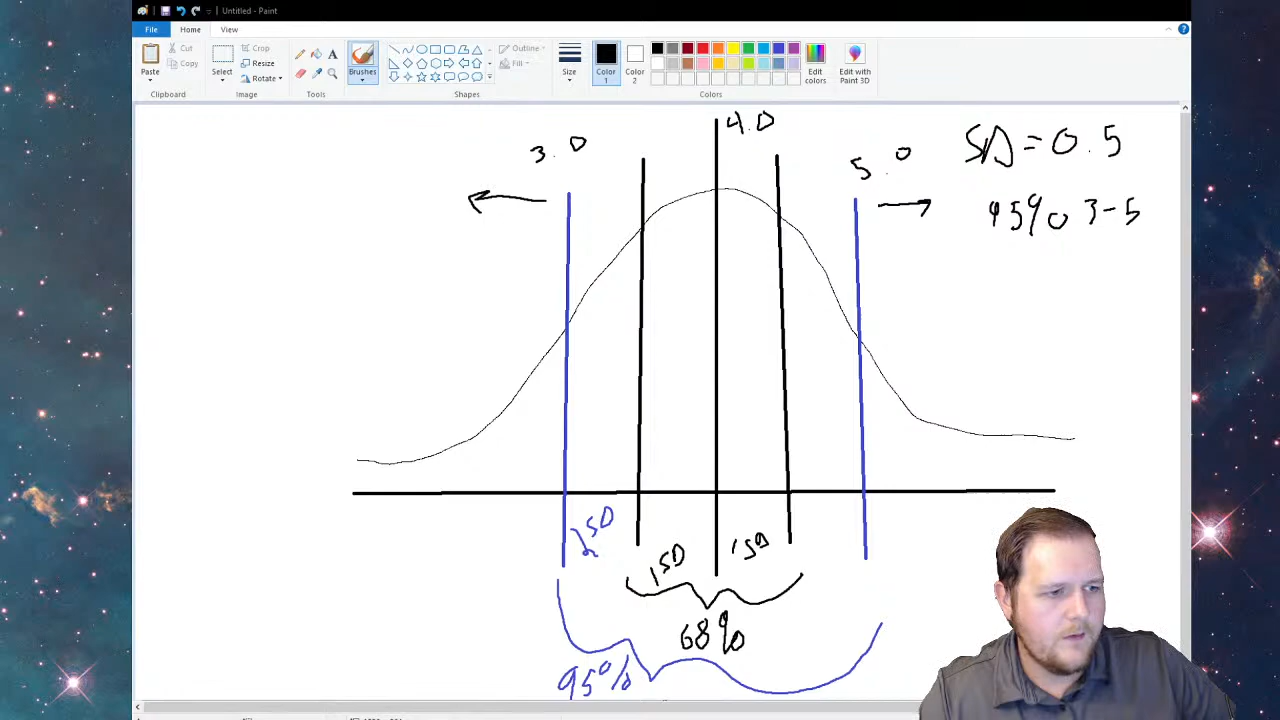 Untitled - Paint
File Home View
Paste
Cut
Copy
Clipboard
Select
Crop
Resize
Rotate
Image
Tools
Brushes
Outline
Fill
Shapes
Size
Color 1
Color 2
Edit colors
Edit with Paint 3D
Colors
3.0
4.0
5.0
SD = 0.5
95% 3-5
2SD
1SD
1SD
68%
95%